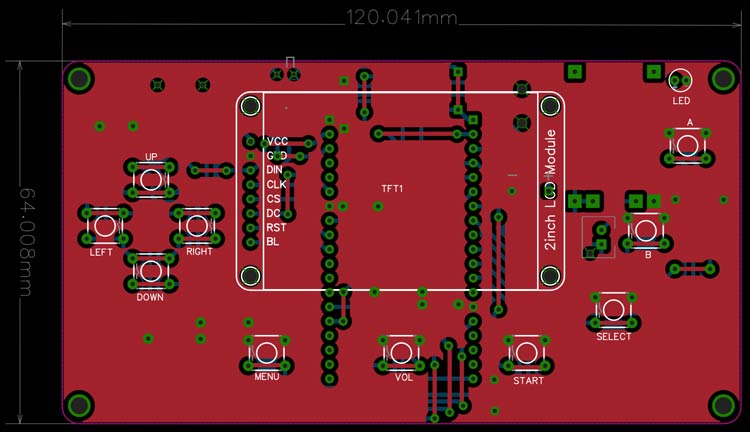 120.041mm
LED
A
VCC
GND
UP
DIN
CLK
TFT1
CS
DC
RST
BL
2inch LCD Module
64.008mm
LEFT
RIGHT
B
DOWN
SELECT
MENU
VOL
START